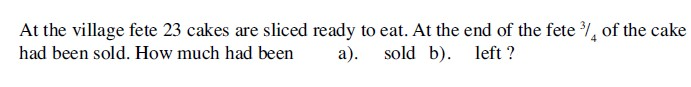 At the village fete 23 cakes are sliced ready to eat. At the end of the fete 3/4 of the cake
had been sold. How much had been a). sold b). left ?